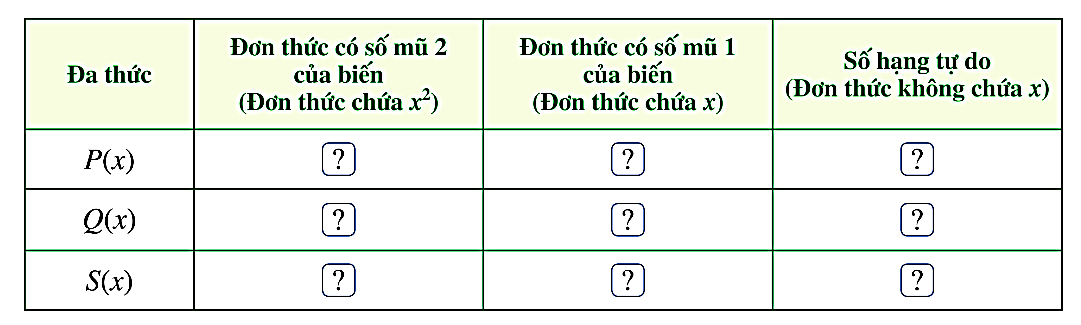 Đa thức
Đơn thức có số mũ 2
của biến
(Đơn thức chứa x²)
Đơn thức có số mũ 1
của biến
(Đơn thức chứa x)
Số hạng tự do
(Đơn thức không chứa x)
P(x) ? ? ?
Q(x) ? ? ?
S(x) ? ? ?